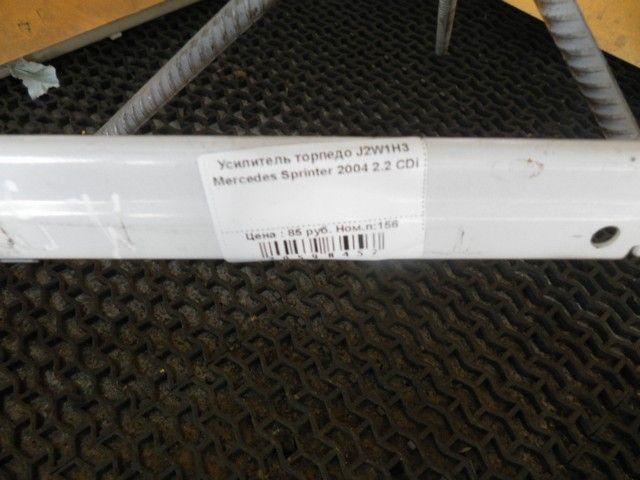 Усилитель торпедо J2W1H3
Mercedes Sprinter 2004 2.2 CDi
Цена : 85 руб. Ном.п:156